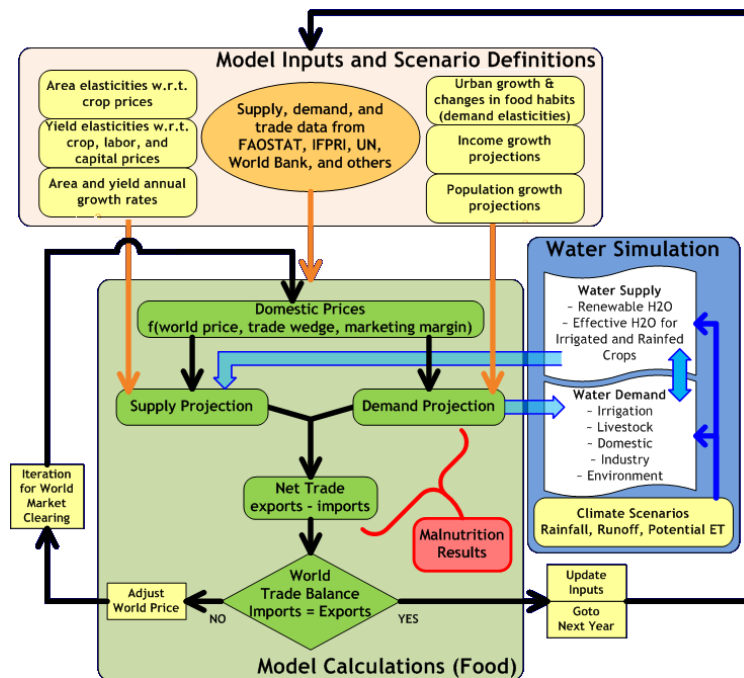 Model Inputs and Scenario Definitions
Area elasticities w.r.t.
crop prices
Yield elasticities w.r.t.
crop, labor, and
capital prices
Area and yield annual
growth rates
Supply, demand, and
trade data from
FAOSTAT, IFPRI, UN,
World Bank, and others
Urban growth &
changes in food habits
(demand elasticities)
Income growth
projections
Population growth
projections
Water Simulation
Water Supply
– Renewable H2O
– Effective H2O for
Irrigated and Rainfed
Crops
Water Demand
– Irrigation
– Livestock
– Domestic
– Industry
– Environment
Climate Scenarios
Rainfall, Runoff, Potential ET
Domestic Prices
f(world price, trade wedge, marketing margin)
Supply Projection
Demand Projection
Net Trade
exports - imports
Malnutrition
Results
World
Trade Balance
Imports = Exports
NO
YES
Iteration
for World
Market
Clearing
Adjust
World Price
Update
Inputs
Goto
Next Year
Model Calculations (Food)